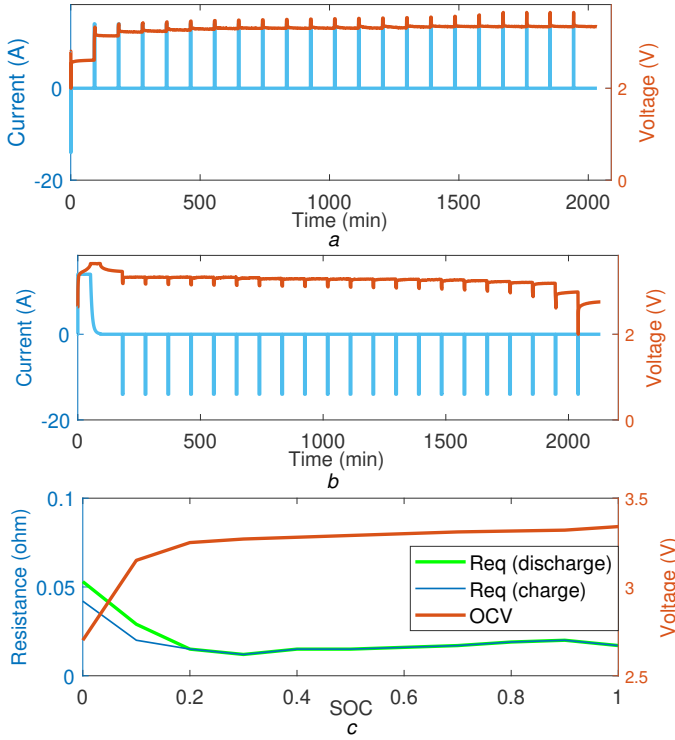 Current (A)
0
-20
0
500
1000
1500
2000
Time (min)
2
0
Voltage (V)
a
Current (A)
0
-20
0
500
1000
1500
2000
Time (min)
2
0
Voltage (V)
b
Resistance (ohm)
0.1
0.05
0
0
0.2
0.4
0.6
0.8
1
SOC
3.5
3
2.5
Voltage (V)
Req (discharge)
Req (charge)
OCV
c